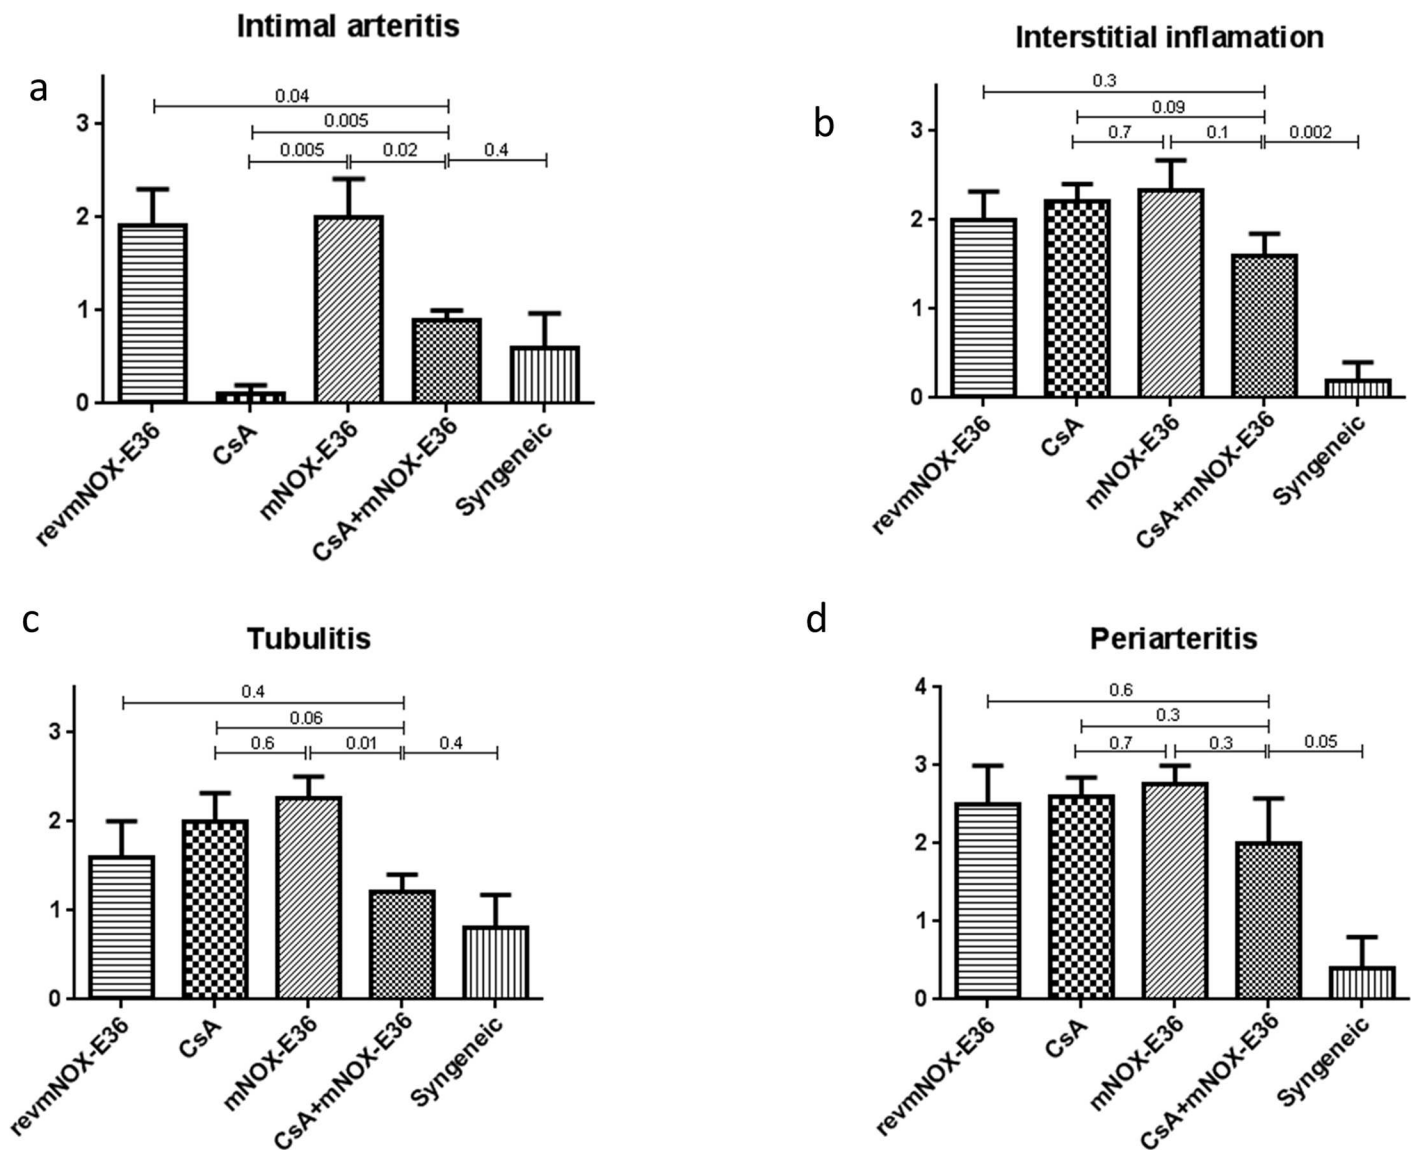 Intimal arteritis
a
0.04
0.005
0.005 0.02 0.4
3
2
1
0
revmNOX-E36
CsA
mNOX-E36
CsA+mNOX-E36
Syngeneic
Interstitial inflamation
b
0.3
0.09
0.7 0.1 0.002
3
2
1
0
revmNOX-E36
CsA
mNOX-E36
CsA+mNOX-E36
Syngeneic
c
Tubulitis
0.4
0.06
0.6 0.01 0.4
3
2
1
0
revmNOX-E36
CsA
mNOX-E36
CsA+mNOX-E36
Syngeneic
d
Periarteritis
4
0.6
0.3
0.7 0.3 0.05
3
2
1
0
revmNOX-E36
CsA
mNOX-E36
CsA+mNOX-E36
Syngeneic